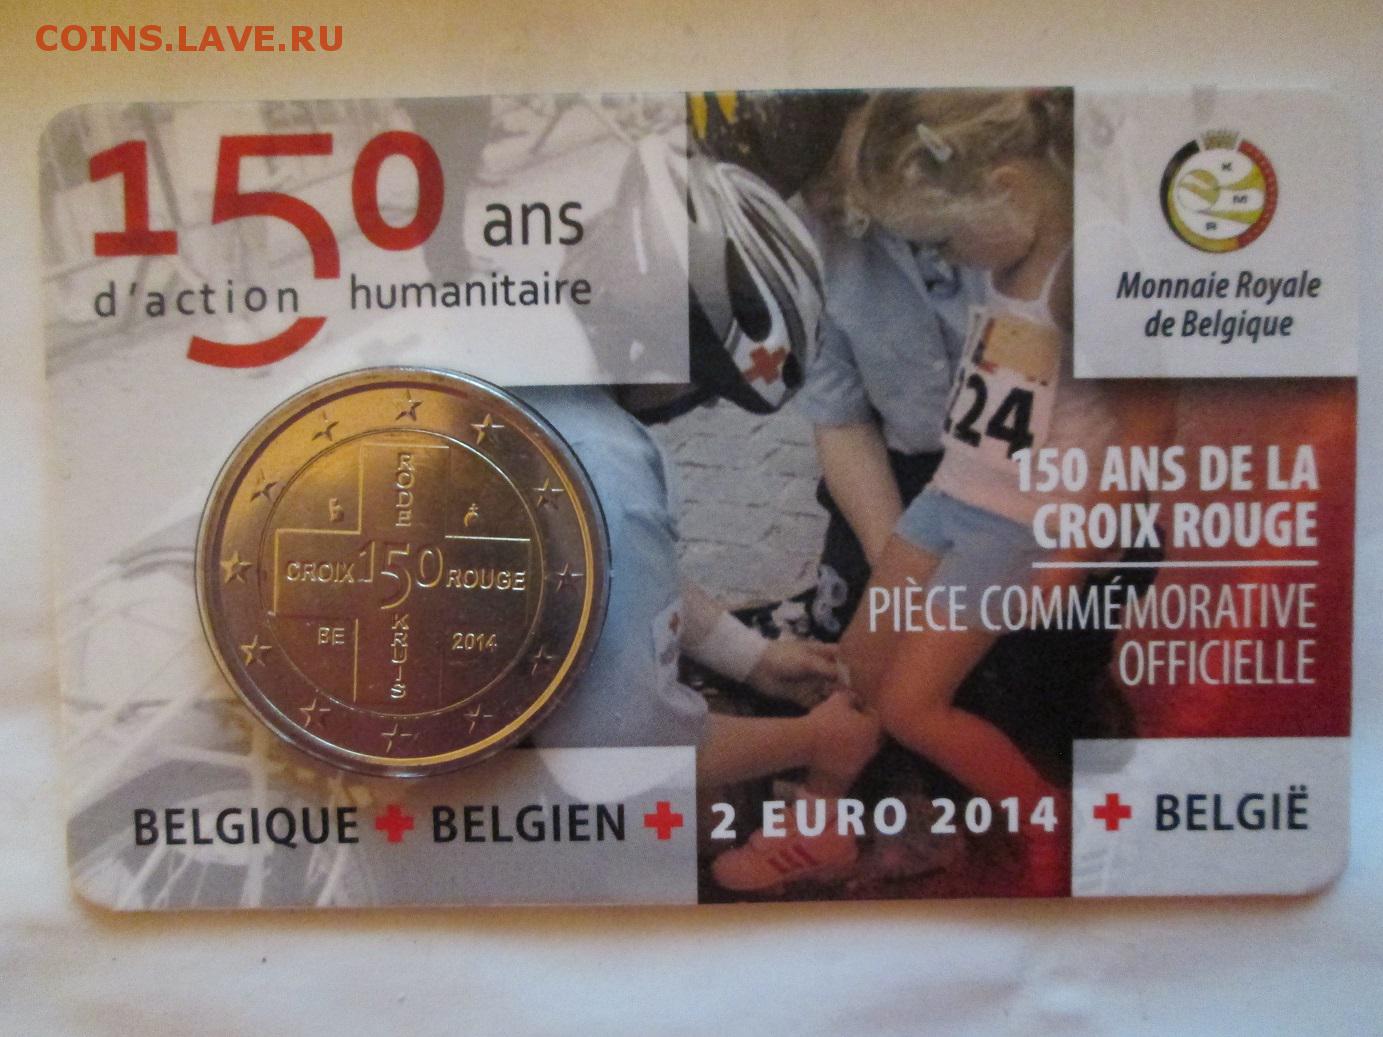 COINS.LAVE.RU
150 ans
d'action humanitaire
K
M
R
Monnaie Royale
de Belgique
224
150 ANS DE LA
CROIX ROUGE
PIÈCE COMMÉMORATIVE
OFFICIELLE
RODE
CROIX 150 ROUGE
BE
KRUIS
2014
BELGIQUE + BELGIEN + 2 EURO 2014 + BELGIË